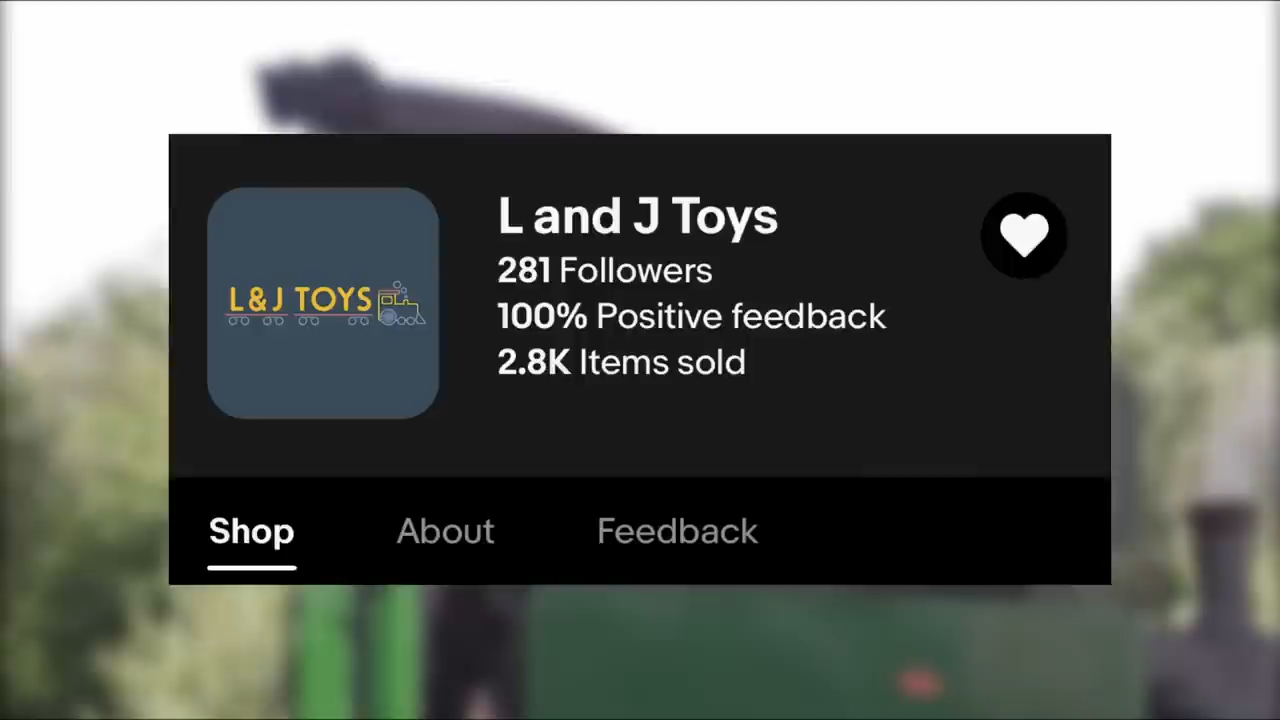 L & J TOYS
L and J Toys
281 Followers
100% Positive feedback
2.8K Items sold
Shop
About
Feedback